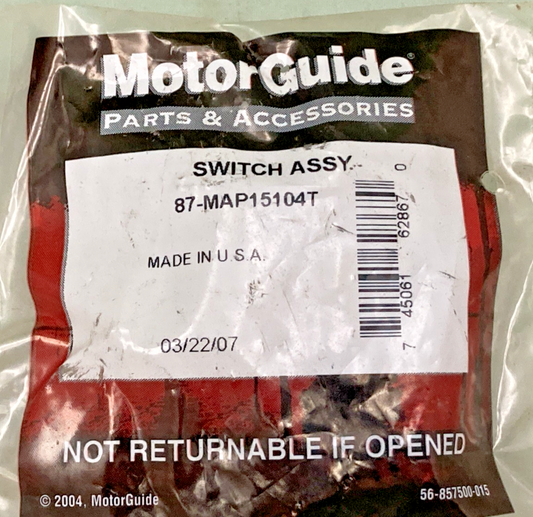 MotorGuide®
PARTS & ACCESSORIES
SWITCH ASSY.
87-MAP15104T
MADE IN U.S.A.
03/22/07
7 45061 62867 0
NOT RETURNABLE IF OPENED
© 2004, MotorGuide
56-857500-015